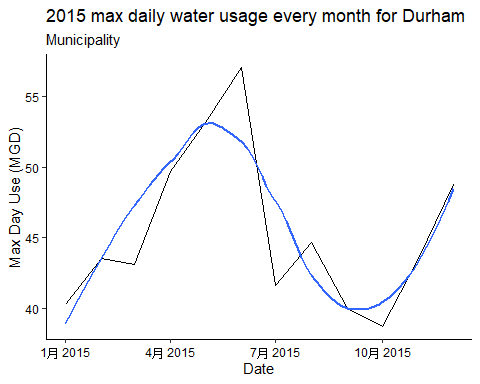 2015 max daily water usage every month for Durham
Municipality
Max Day Use (MGD)
55
50
45
40
1月 2015
4月 2015
7月 2015
10月 2015
Date